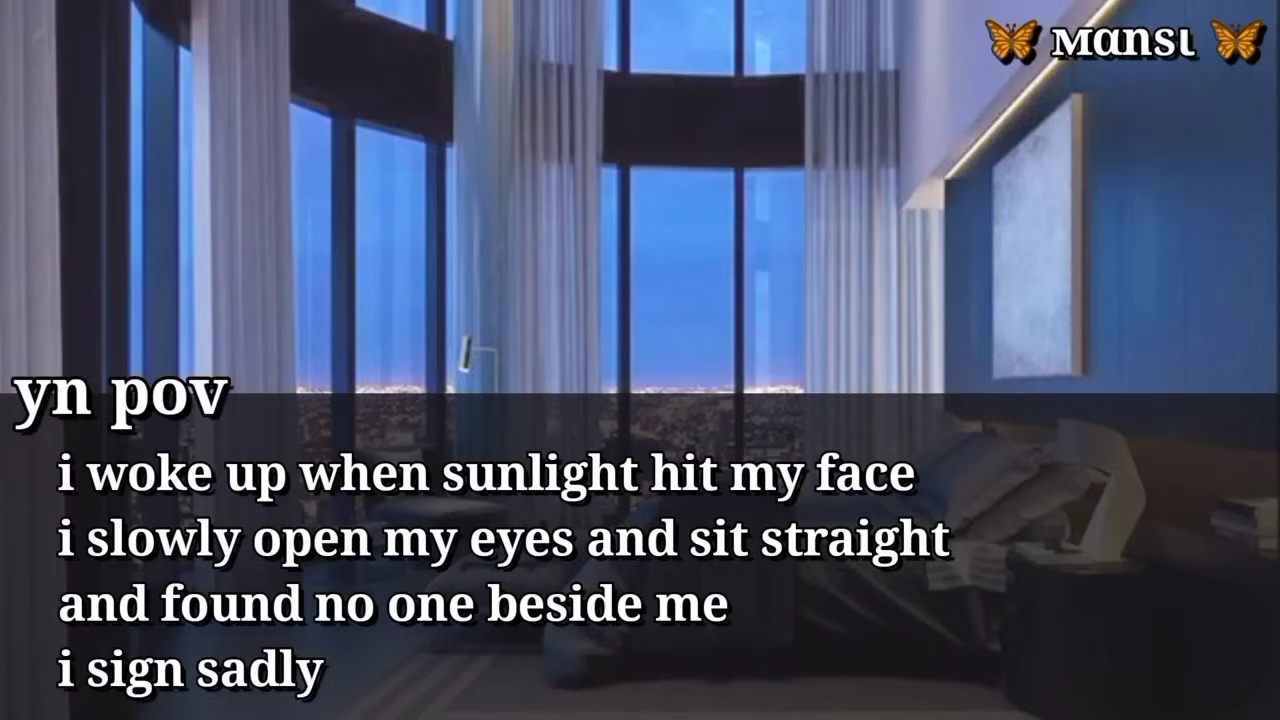 🦋 мαnsι 🦋
yn pov
i woke up when sunlight hit my face
i slowly open my eyes and sit straight
and found no one beside me
i sign sadly